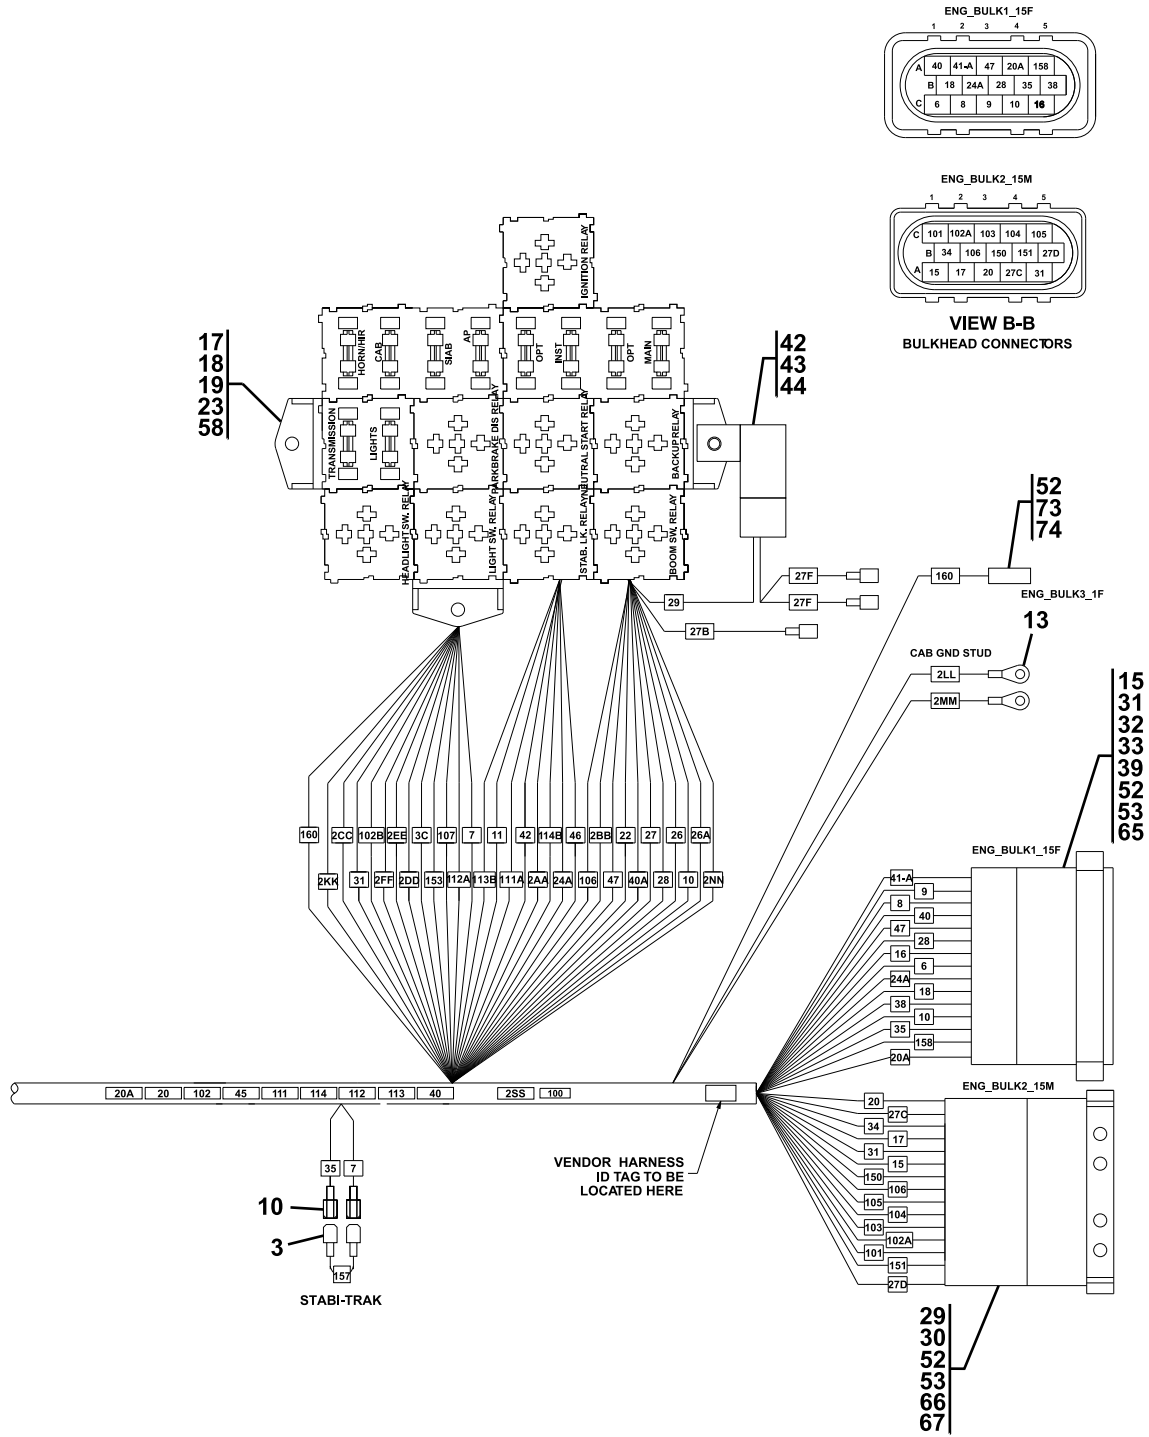 ENG_BULK1_15F
1 2 3 4 5
A 40 41-A 47 20A 158
B 18 24A 28 35 38
C 6 8 9 10 16
ENG_BULK2_15M
1 2 3 4 5
C 101 102A 103 104 105
B 34 106 150 151 27D
A 15 17 20 27C 31
VIEW B-B
BULKHEAD CONNECTORS
IGNITION RELAY
HORN/HIR
CAB
SIAB
AP
OPT
INST
OPT
MAIN
17
18
19
23
58
42
43
44
TRANSMISSION
LIGHTS
PARKBRAKE DIS RELAY
NEUTRAL START RELAY
BACKUP RELAY
HEADLIGHT SW. RELAY
LIGHT SW. RELAY
STAB. LK. RELAY
BOOM SW. RELAY
52
73
74
27F
160
29
27F
ENG_BULK3_1F
27B
13
CAB GND STUD
2LL
2MM
15
31
32
33
39
52
53
65
160 2CC 102B 2EE 3C 107 7 11 42 114B 46 2BB 22 27 26 26A
2KK 31 2FF 2DD 153 112A 113B 111A 2AA 24A 106 47 40A 28 10 2NN
ENG_BULK1_15F
41-A
9
8
40
47
28
16
6
24A
18
38
10
35
158
20A
20A 20 102 45 111 114 112 113 40 2SS 100
ENG_BULK2_15M
20
27C
34
17
31
15
150
106
105
104
103
102A
101
151
27D
VENDOR HARNESS
ID TAG TO BE
LOCATED HERE
35 7
10
3
157
STABI-TRAK
29
30
52
53
66
67